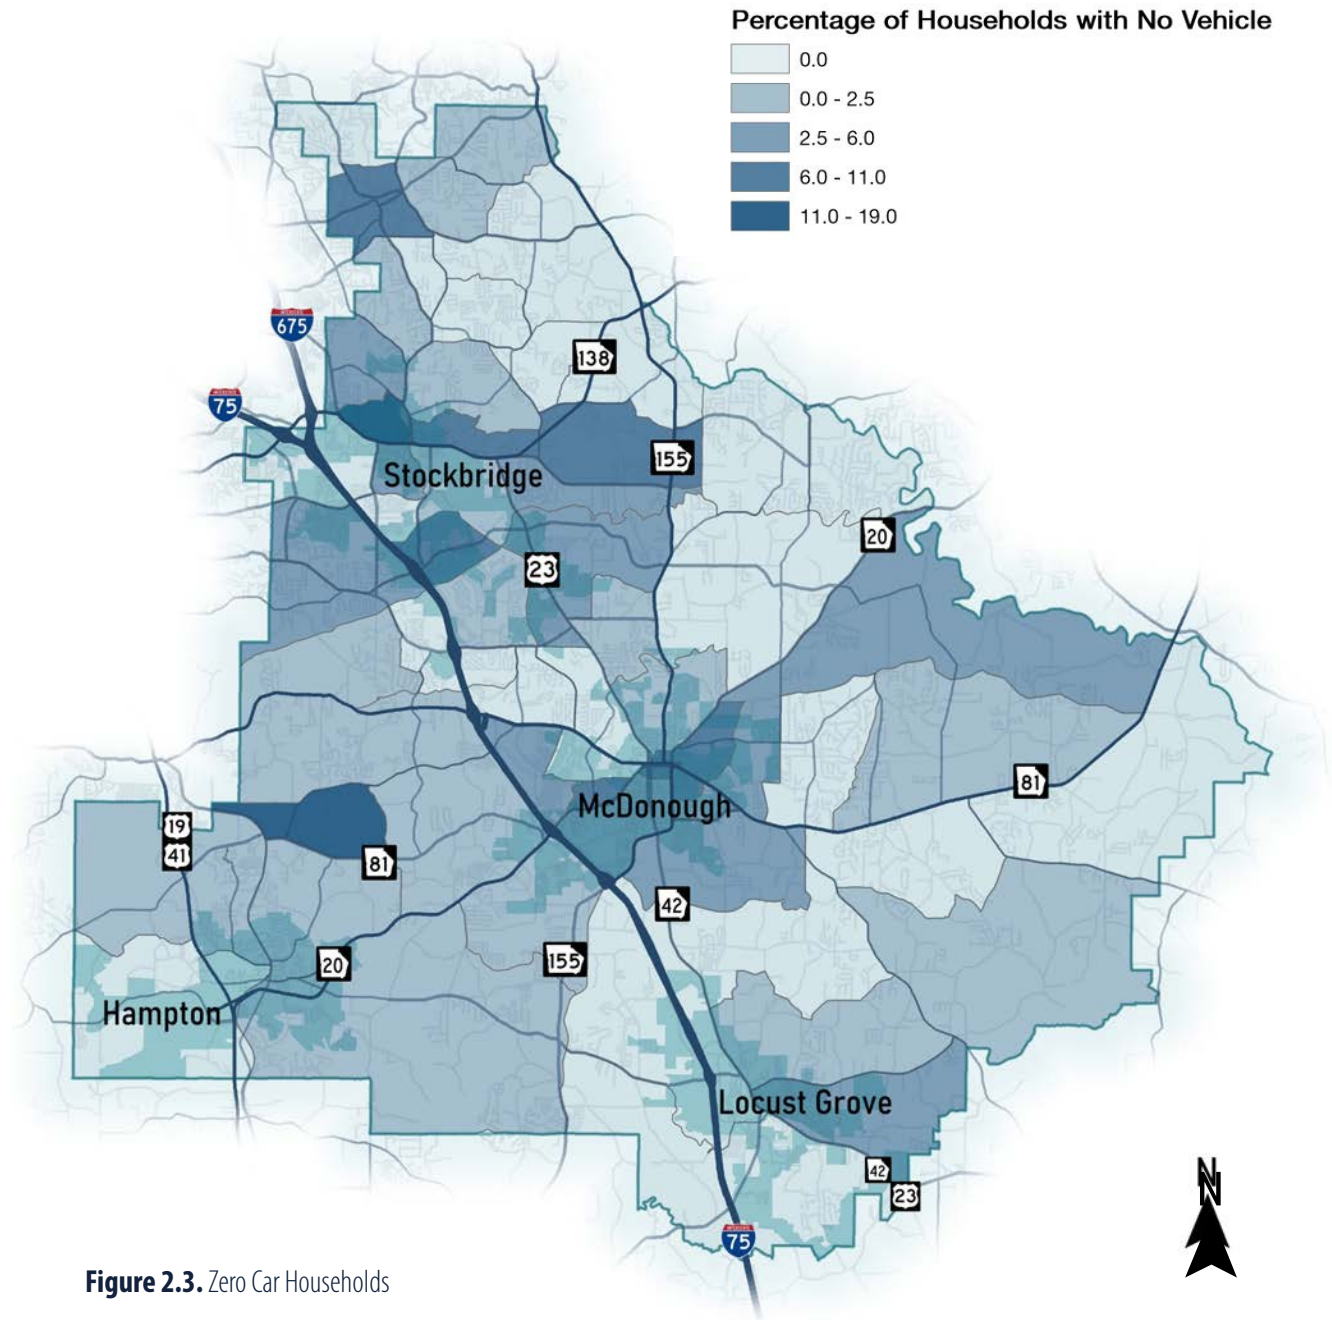 Percentage of Households with No Vehicle
0.0
0.0 - 2.5
2.5 - 6.0
6.0 - 11.0
11.0 - 19.0
675
138
75
155
Stockbridge
20
23
81
McDonough
19
41
81
42
20
155
Hampton
Locust Grove
42
23
75
N
N
Figure 2.3. Zero Car Households